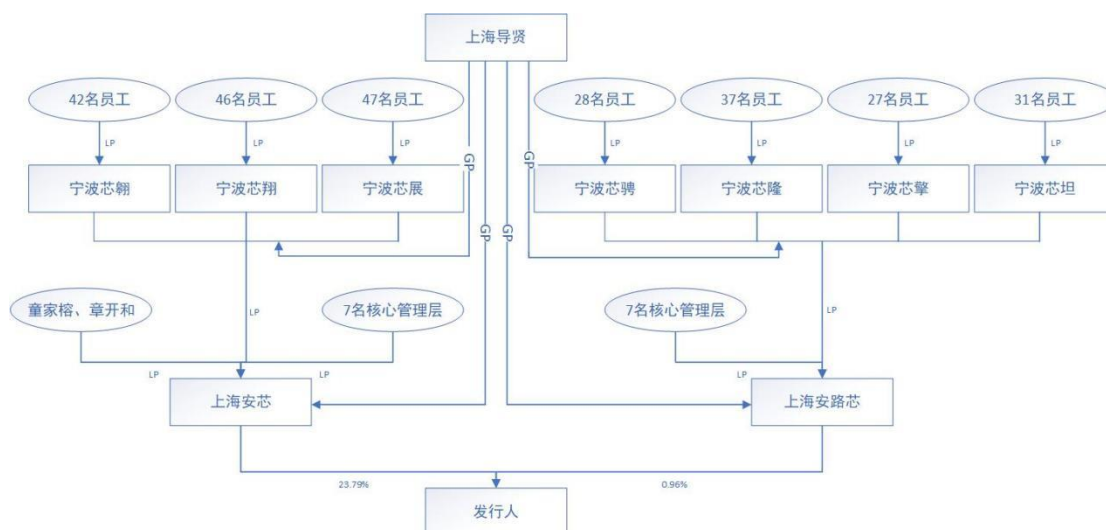 上海导贤
42名员工
46名员工
47名员工
28名员工
37名员工
27名员工
31名员工
LP
LP
LP
LP
LP
LP
LP
GP
GP
宁波芯翱
宁波芯翔
宁波芯展
宁波芯骋
宁波芯隆
宁波芯擎
宁波芯坦
GP
GP
童家榕、章开和
LP
7名核心管理层
7名核心管理层
LP
LP
LP
LP
上海安芯
上海安路芯
23.79%
0.96%
发行人